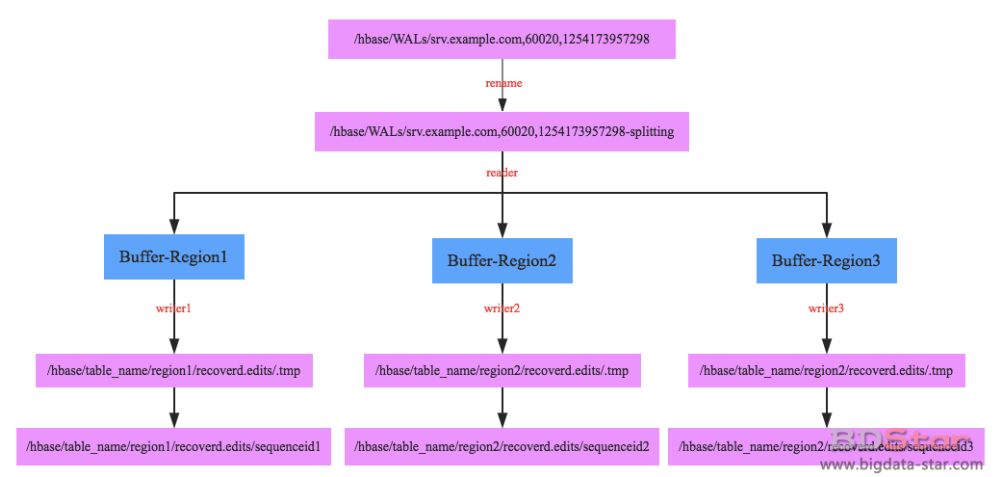 /hbase/WALs/srv.example.com,60020,1254173957298
rename
/hbase/WALs/srv.example.com,60020,1254173957298-splitting
reader
Buffer-Region1
Buffer-Region2
Buffer-Region3
writer1
writer2
writer3
/hbase/table_name/region1/recoverd.edits/.tmp
/hbase/table_name/region2/recoverd.edits/.tmp
/hbase/table_name/region2/recoverd.edits/.tmp
/hbase/table_name/region1/recoverd.edits/sequenceid1
/hbase/table_name/region2/recoverd.edits/sequenceid2
/hbase/table_name/region2/recoverd.edits/sequenceid3
BDStar
www.bigdata-star.com